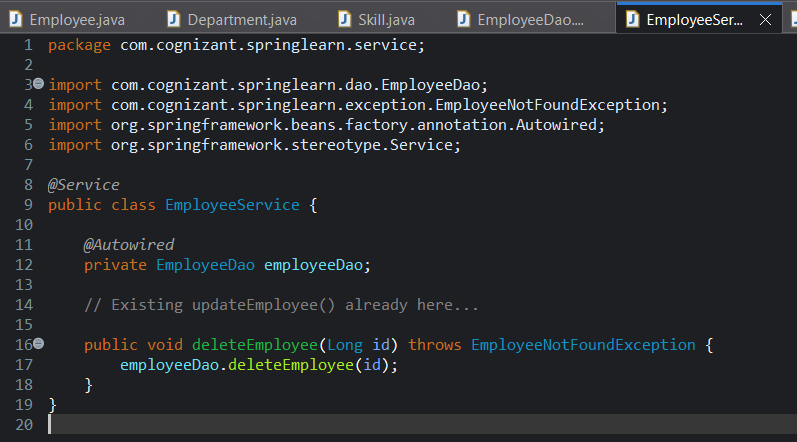 Employee.java Department.java Skill.java EmployeeDao.... EmployeeSer...
1 package com.cognizant.springlearn.service;
2
3 import com.cognizant.springlearn.dao.EmployeeDao;
4 import com.cognizant.springlearn.exception.EmployeeNotFoundException;
5 import org.springframework.beans.factory.annotation.Autowired;
6 import org.springframework.stereotype.Service;
7
8 @Service
9 public class EmployeeService {
10
11     @Autowired
12     private EmployeeDao employeeDao;
13
14     // Existing updateEmployee() already here...
15
16     public void deleteEmployee(Long id) throws EmployeeNotFoundException {
17         employeeDao.deleteEmployee(id);
18     }
19 }
20